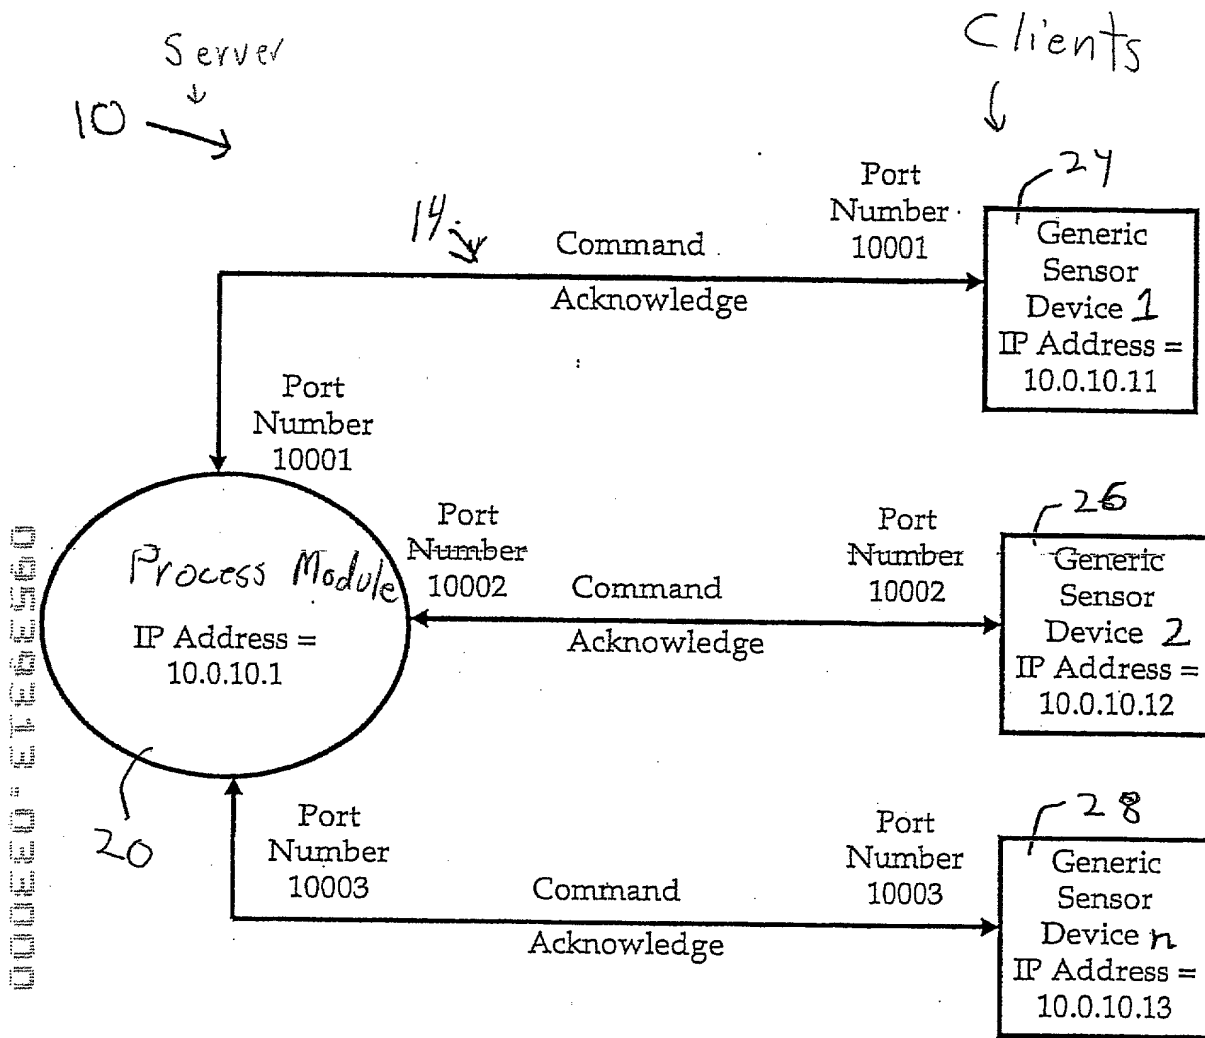 Server
10
Clients
14
Command
Acknowledge
Port
Number
10001
24
Generic
Sensor
Device 1
IP Address =
10.0.10.11
Port
Number
10001
Process Module
IP Address =
10.0.10.1
20
Port
Number
10002
Command
Acknowledge
Port
Number
10002
26
Generic
Sensor
Device 2
IP Address =
10.0.10.12
Port
Number
10003
Command
Acknowledge
Port
Number
10003
28
Generic
Sensor
Device n
IP Address =
10.0.10.13
09539313.033000